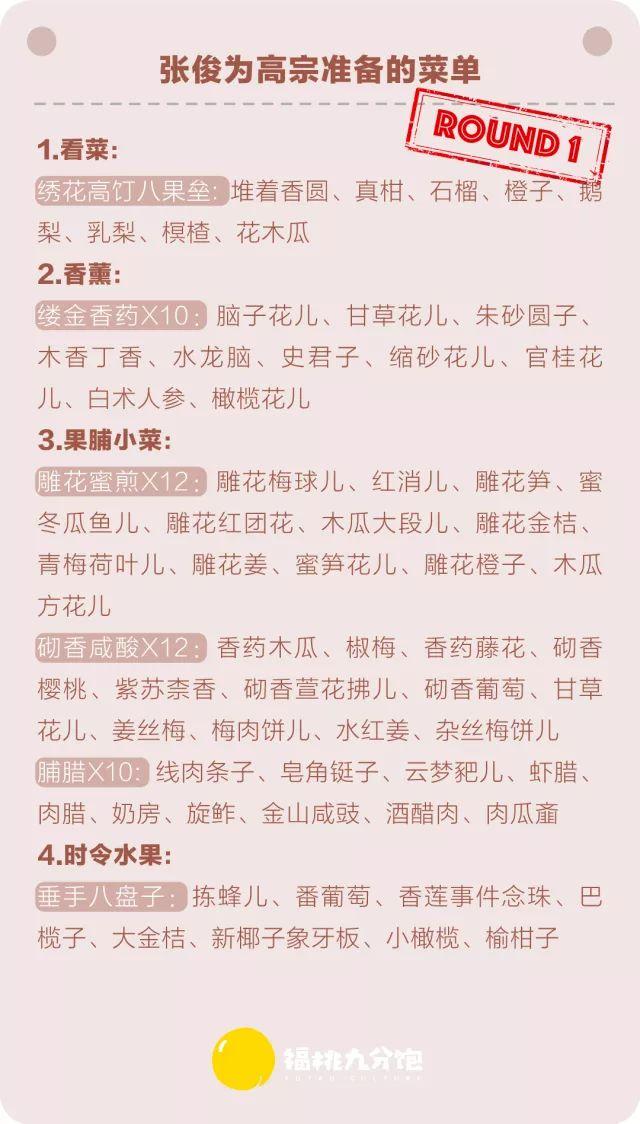 张俊为高宗准备的菜单
ROUND 1
1.看菜:
绣花高饤八果垒: 堆着香圆、真柑、石榴、橙子、鹅
梨、乳梨、榠楂、花木瓜
2.香薰:
缕金香药X10: 脑子花儿、甘草花儿、朱砂圆子、
木香丁香、水龙脑、史君子、缩砂花儿、官桂花
儿、白术人参、橄榄花儿
3.果脯小菜:
雕花蜜煎X12: 雕花梅球儿、红消儿、雕花笋、蜜
冬瓜鱼儿、雕花红团花、木瓜大段儿、雕花金桔、
青梅荷叶儿、雕花姜、蜜笋花儿、雕花橙子、木瓜
方花儿
砌香咸酸X12: 香药木瓜、椒梅、香药藤花、砌香
樱桃、紫苏柰香、砌香萱花拂儿、砌香葡萄、甘草
花儿、姜丝梅、梅肉饼儿、水红姜、杂丝梅饼儿
脯腊X10: 线肉条子、皂角铤子、云梦豝儿、虾腊、
肉腊、奶房、旋鲊、金山咸豉、酒醋肉、肉瓜齑
4.时令水果:
垂手八盘子: 拣蜂儿、番葡萄、香莲事件念珠、巴
榄子、大金桔、新椰子象牙板、小橄榄、榆柑子
福桃九分饱
FUTAO CULTURE